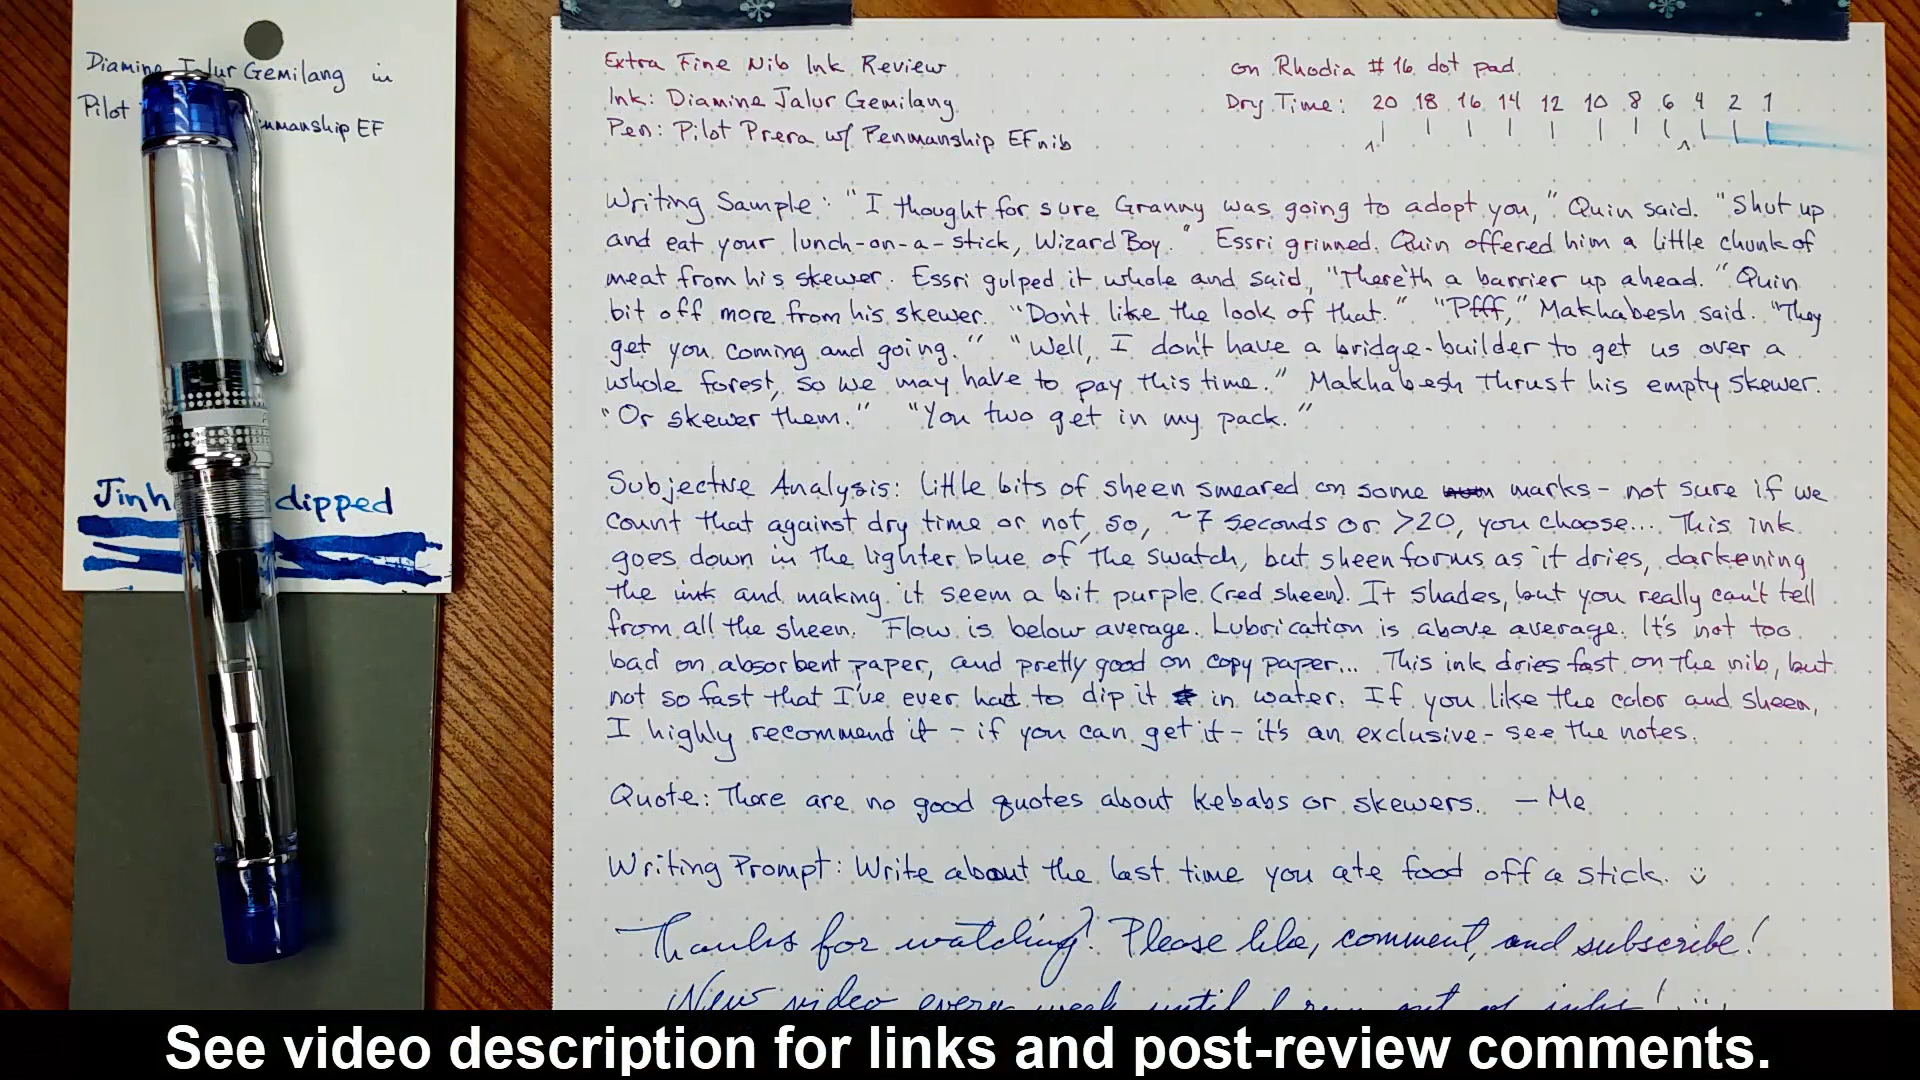 Diamine Jalur Gemilang in
Pilot
nmanship EF
Jinh
dipped
Extra Fine Nib Ink Review
Ink: Diamine Jalur Gemilang
Pen: Pilot Prera w/ Penmanship EF nib
on Rhodia #16 dot pad
Dry Time: 20 18 16 14 12 10 8 6 4 2 1
Writing Sample: "I thought for sure Granny was going to adopt you," Quin said. "Shut up
and eat your lunch-on-a-stick, Wizard Boy." Essri grinned. Quin offered him a little chunk of
meat from his skewer. Essri gulped it whole and said, "There'th a barrier up ahead." Quin
bit off more from his skewer. "Don't like the look of that." "Pfff," Makhabesh said. "They
get you coming and going." "Well, I don't have a bridge-builder to get us over a
whole forest, so we may have to pay this time." Makhabesh thrust his empty skewer.
"Or skewer them." "You two get in my pack."
Subjective Analysis: Little bits of sheen smeared on some marks - not sure if we
count that against dry time or not, so, ~7 seconds or >20, you choose... This ink
goes down in the lighter blue of the swatch, but sheen forms as it dries, darkening
the ink and making it seem a bit purple (red sheen). It shades, but you really can't tell
from all the sheen. Flow is below average. Lubrication is above average. It's not too
bad on absorbent paper, and pretty good on copy paper... This ink dries fast on the nib, but
not so fast that I've ever had to dip it in water. If you like the color and sheen,
I highly recommend it - if you can get it - it's an exclusive - see the notes.
Quote: There are no good quotes about kebabs or skewers. — Me
Writing Prompt: Write about the last time you ate food off a stick. :)
Thanks for watching! Please like, comment, and subscribe!
New video every week until I run out of inks! :)
See video description for links and post-review comments.